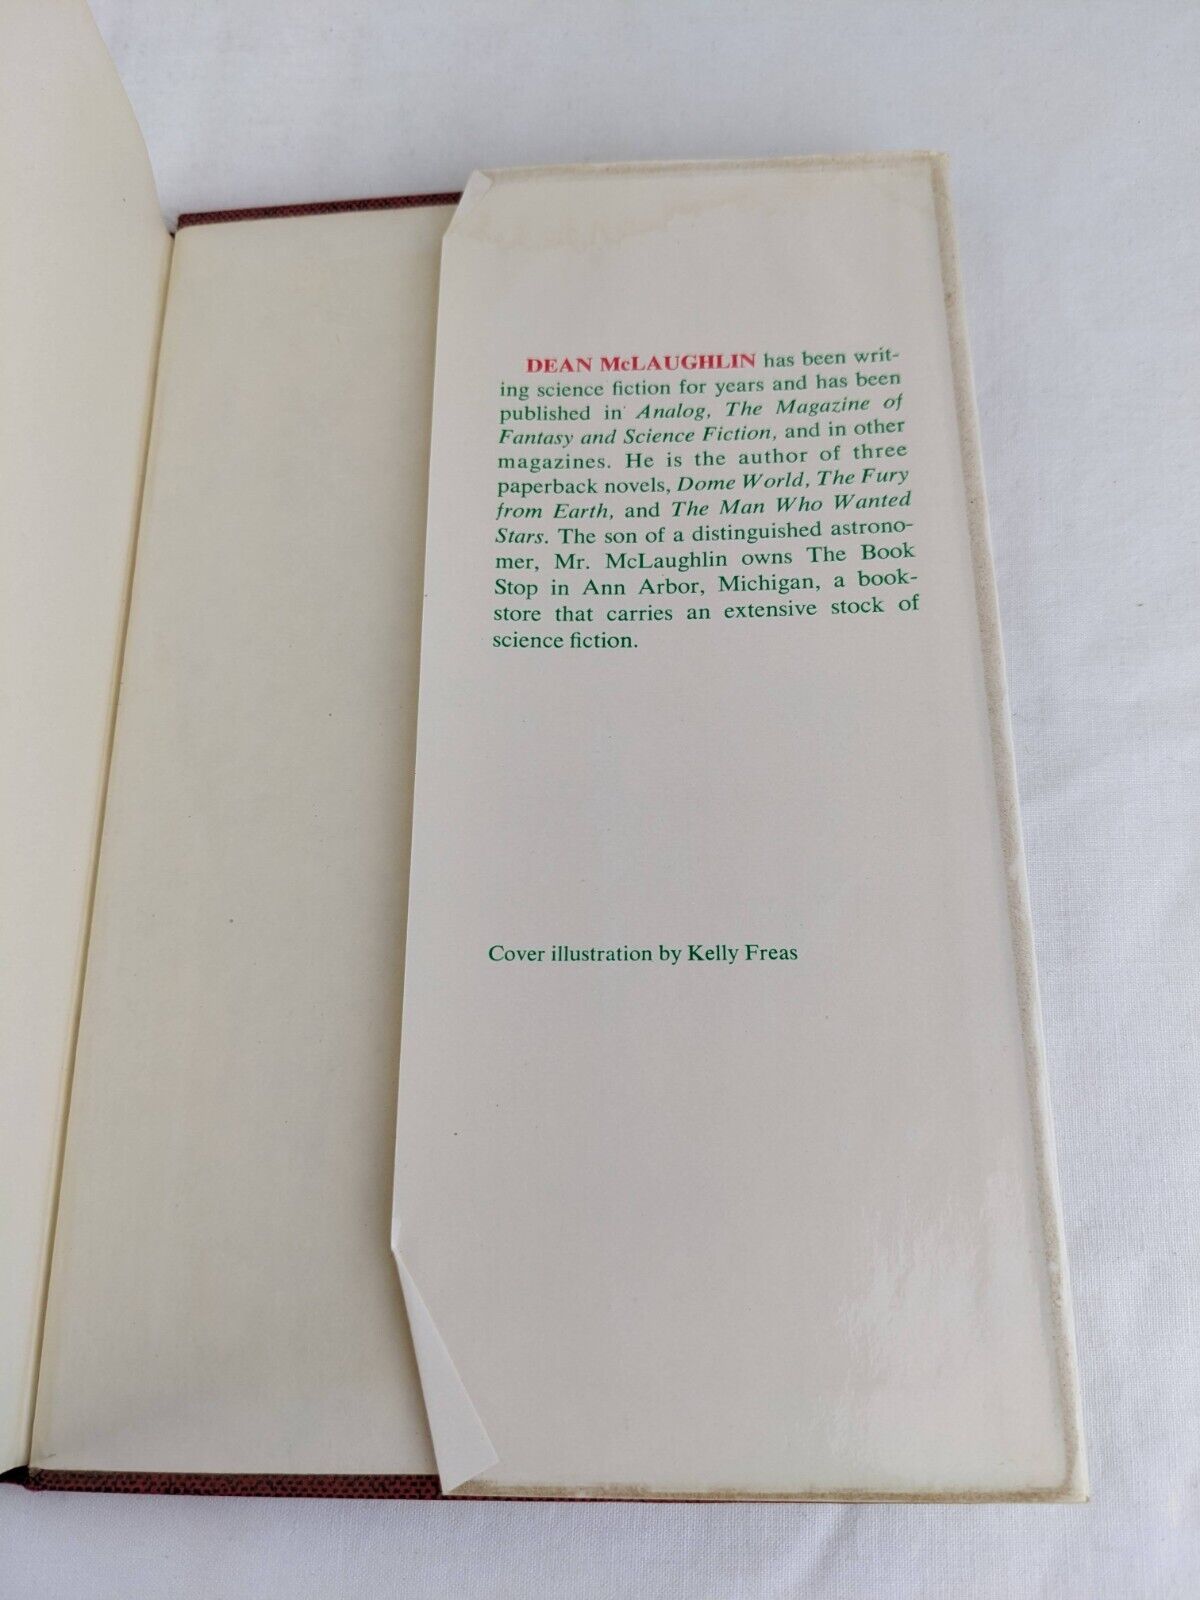 DEAN McLAUGHLIN has been writ-
ing science fiction for years and has been
published in Analog, The Magazine of
Fantasy and Science Fiction, and in other
magazines. He is the author of three
paperback novels, Dome World, The Fury
from Earth, and The Man Who Wanted
Stars. The son of a distinguished astrono-
mer, Mr. McLaughlin owns The Book
Stop in Ann Arbor, Michigan, a book-
store that carries an extensive stock of
science fiction.
Cover illustration by Kelly Freas